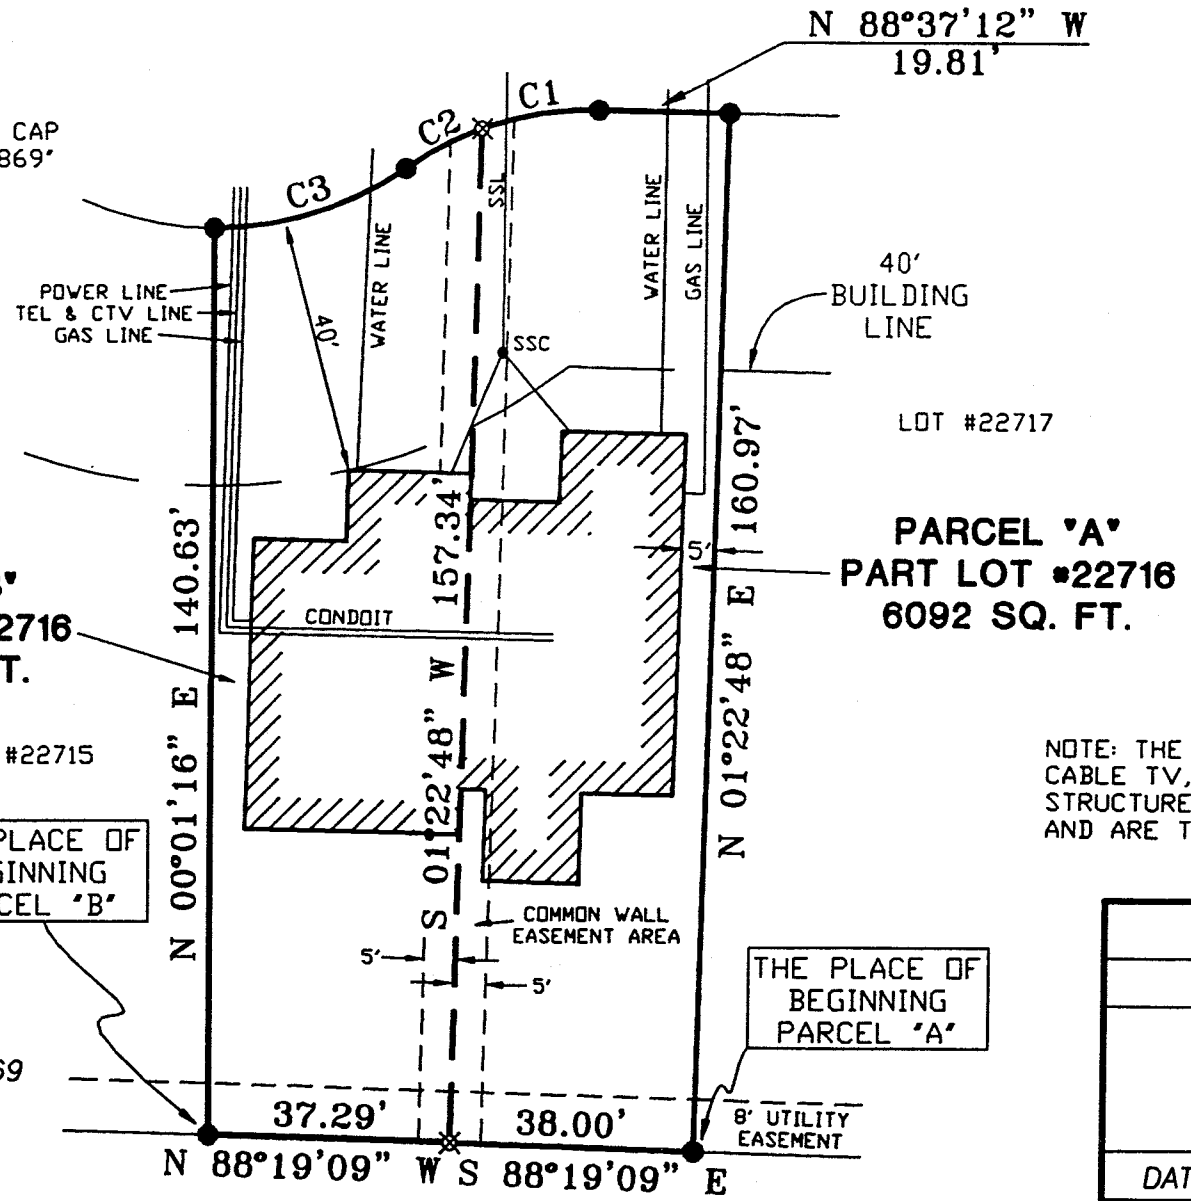 N 88°37'12" W
19.81'
CAP
869"
C1
C2
C3
SSL
WATER LINE
GAS LINE
WATER LINE
40'
POWER LINE
TEL & CTV LINE
GAS LINE
SSC
40'
BUILDING
LINE
LOT #22717
PARCEL "A"
PART LOT #22716
6092 SQ. FT.
5'
N 01°22'48" E 160.97'
S 01°22'48" W 157.34'
N 00°01'16" E 140.63'
CONDOIT
2716
T.
#22715
NOTE: THE
CABLE TV,
STRUCTURE
AND ARE T
PLACE OF
GINNING
CEL "B"
COMMON WALL
EASEMENT AREA
5'
5'
THE PLACE OF
BEGINNING
PARCEL "A"
69
37.29'
38.00'
8' UTILITY
EASEMENT
N 88°19'09" W
S 88°19'09" E
DAT